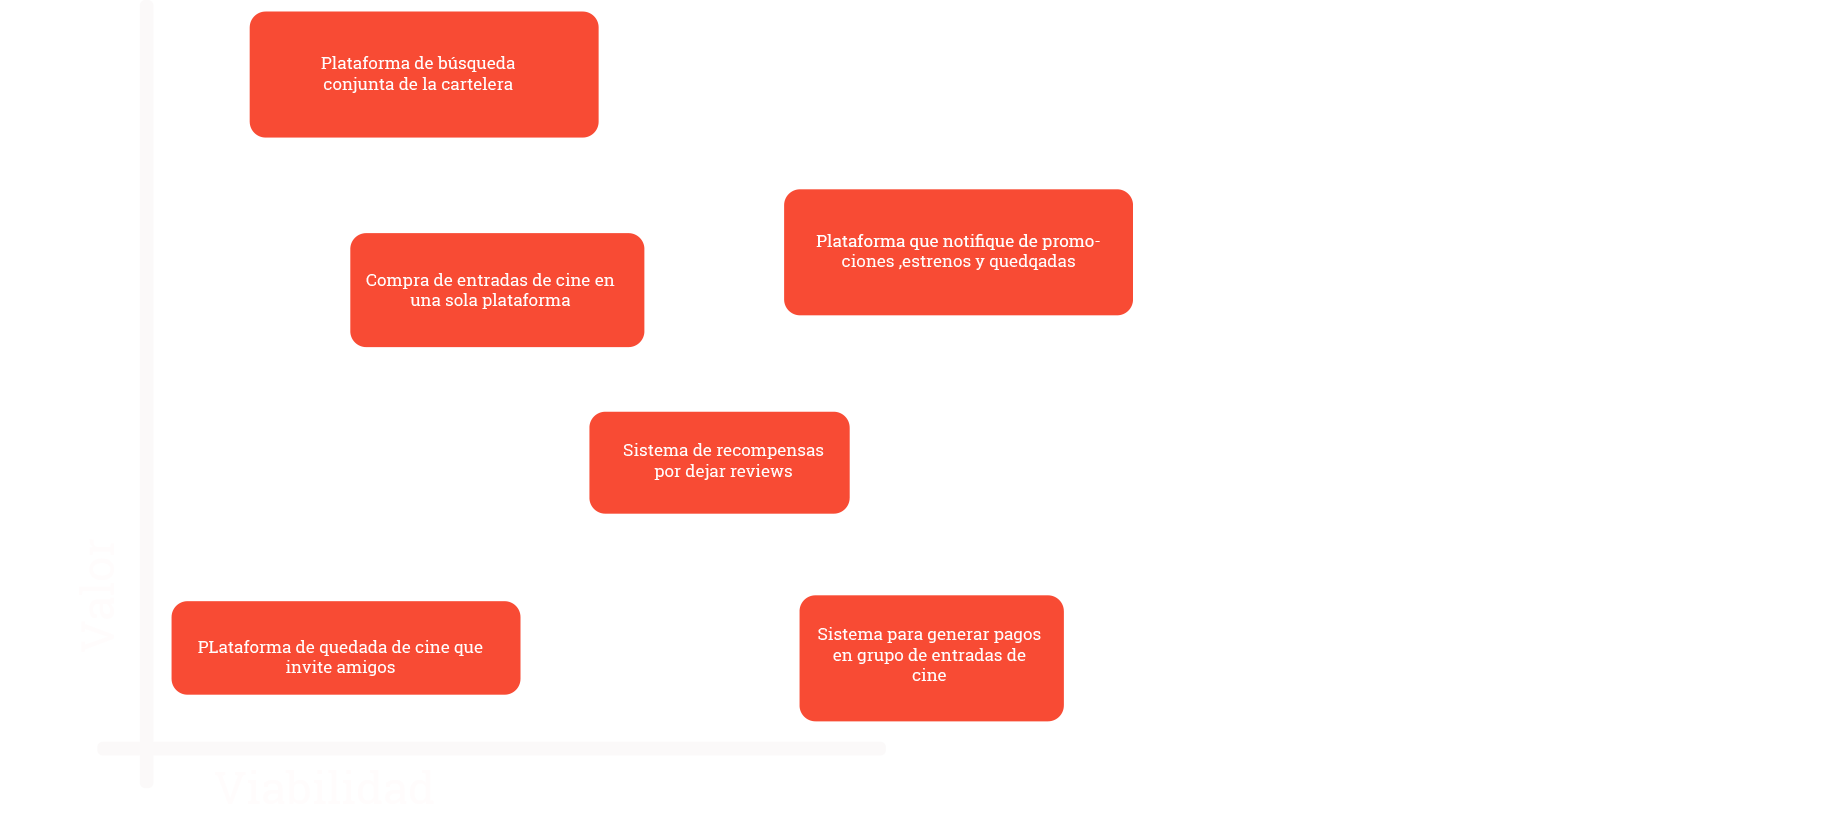 Plataforma de búsqueda
conjunta de la cartelera
Plataforma que notifique de promo-
ciones ,estrenos y quedqadas
Compra de entradas de cine en
una sola plataforma
Sistema de recompensas
por dejar reviews
Valor
PLataforma de quedada de cine que
invite amigos
Sistema para generar pagos
en grupo de entradas de
cine
Viabilidad